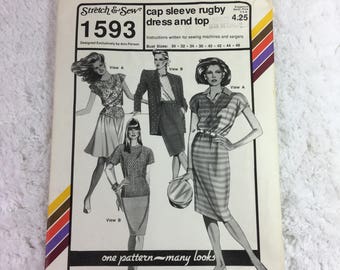 Stretch & Sew®
1593
Designed Exclusively by Ann Person
cap sleeve rugby
dress and top
4.25
Instructions written for sewing machines and sergers
Bust Sizes: 30 - 32 - 34 - 36 - 38 - 40 - 42 - 44 - 46
View A
View A
View B
View B
one pattern—many looks